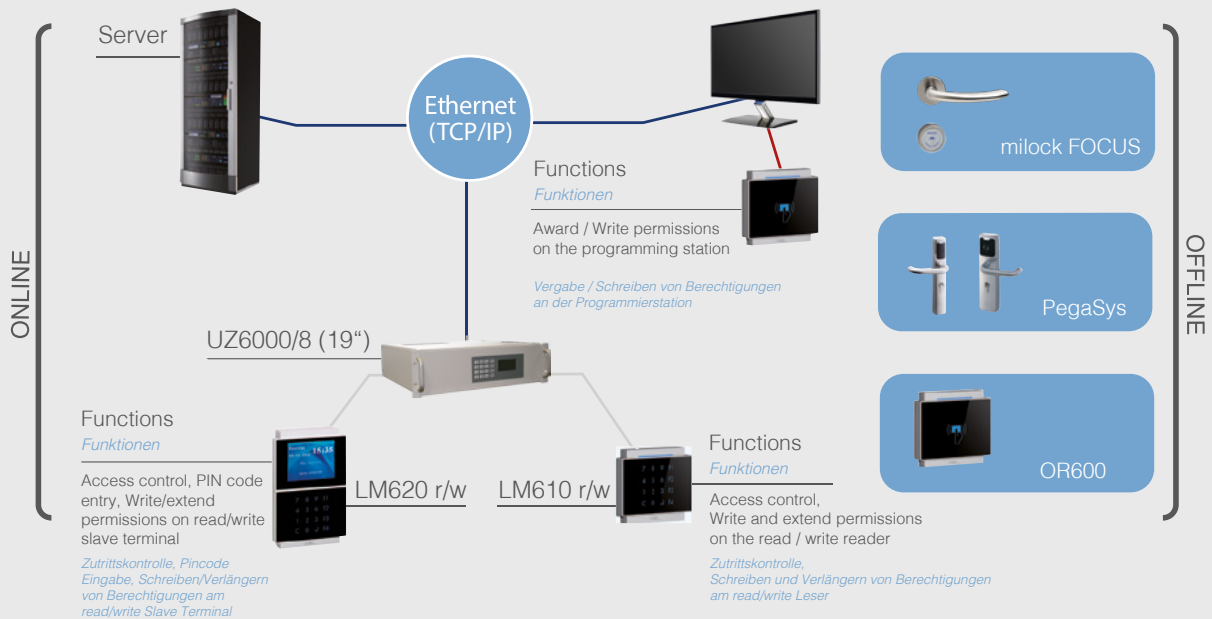 Server
Ethernet
(TCP/IP)
ONLINE
Functions
Funktionen
Award / Write permissions
on the programming station
Vergabe / Schreiben von Berechtigungen
an der Programmierstation
UZ6000/8 (19“)
Functions
Funktionen
Access control, PIN code
entry, Write/extend
permissions on read/write
slave terminal
Zutrittskontrolle, Pincode
Eingabe, Schreiben/Verlängern
von Berechtigungen am
read/write Slave Terminal
LM620 r/w
LM610 r/w
Functions
Funktionen
Access control,
Write and extend permissions
on the read / write reader
Zutrittskontrolle,
Schreiben und Verlängern von Berechtigungen
am read/write Leser
milock FOCUS
PegaSys
OR600
OFFLINE